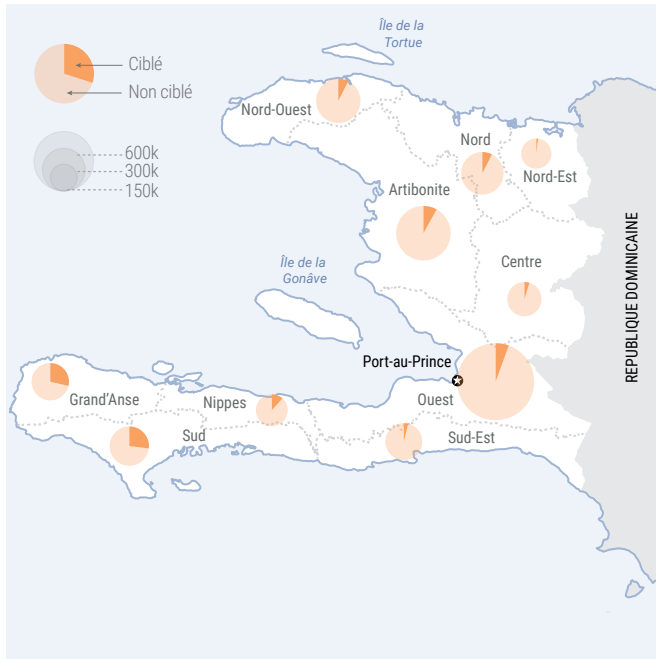 Île de la
Tortue
Ciblé
Non ciblé
Nord-Ouest
600k
300k
150k
Nord
Nord-Est
Artibonite
Île de la
Gonâve
Centre
REPUBLIQUE DOMINICAINE
Port-au-Prince
Grand'Anse
Nippes
Ouest
Sud
Sud-Est